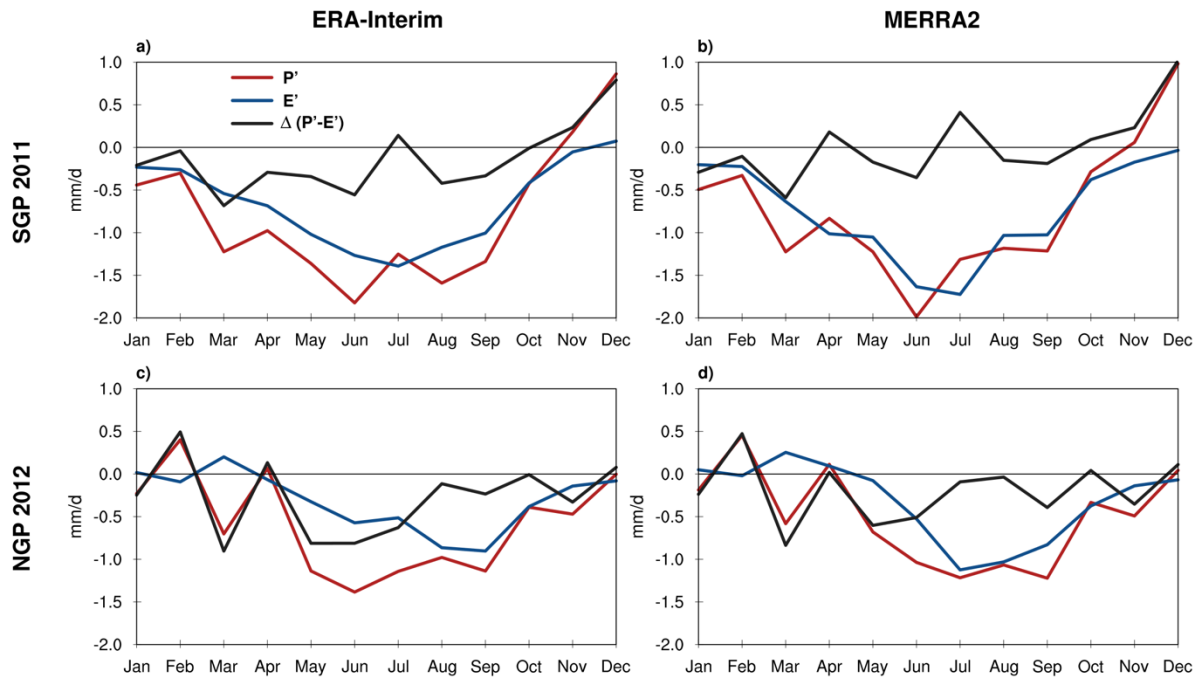 ERA-Interim
MERRA2
SGP 2011
a)
1.0
0.5
0.0
-0.5
-1.0
-1.5
-2.0
mm/d
P'
E'
Δ (P'-E')
Jan Feb Mar Apr May Jun Jul Aug Sep Oct Nov Dec
b)
1.0
0.5
0.0
-0.5
-1.0
-1.5
-2.0
mm/d
Jan Feb Mar Apr May Jun Jul Aug Sep Oct Nov Dec
NGP 2012
c)
1.0
0.5
0.0
-0.5
-1.0
-1.5
-2.0
mm/d
Jan Feb Mar Apr May Jun Jul Aug Sep Oct Nov Dec
d)
1.0
0.5
0.0
-0.5
-1.0
-1.5
-2.0
mm/d
Jan Feb Mar Apr May Jun Jul Aug Sep Oct Nov Dec